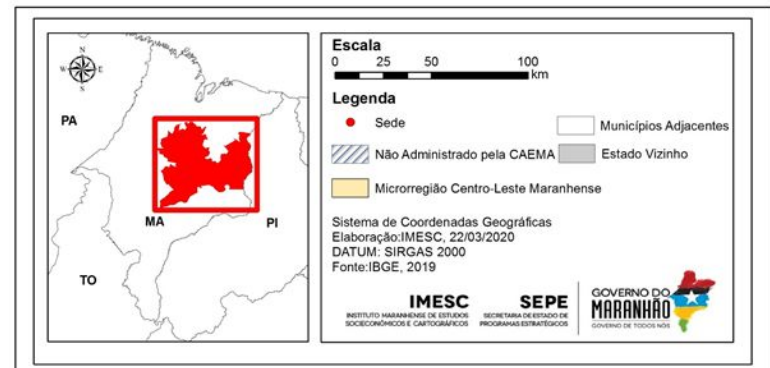 N
W
E
S
PA
MA
PI
TO
Escala
0 25 50 100
km
Legenda
Sede
Municípios Adjacentes
Não Administrado pela CAEMA
Estado Vizinho
Microrregião Centro-Leste Maranhense
Sistema de Coordenadas Geográficas
Elaboração:IMESC, 22/03/2020
DATUM: SIRGAS 2000
Fonte:IBGE, 2019
IMESC
INSTITUTO MARANHENSE DE ESTUDOS
SOCIECONÔMICOS E CARTOGRÁFICOS
SEPE
SECRETARIA DE ESTADO DE
PROGRAMAS ESTRATÉGICOS
GOVERNO DO
MARANHÃO
GOVERNO DE TODOS NÓS